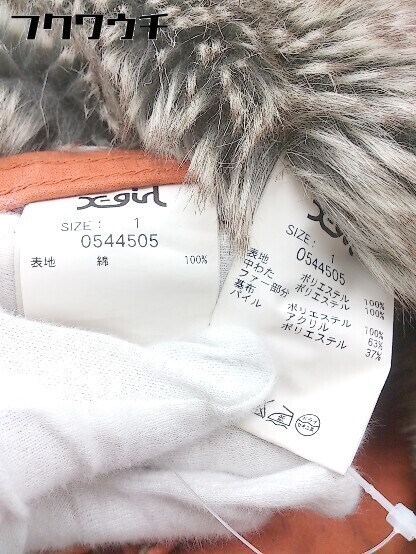 フクワウチ
X-girl
SIZE: 1
0544505
表地 綿 100%
X-girl
SIZE: 1
0544505
表地 ポリエステル 100%
中わた ポリエステル 100%
ファー部分
基布 ポリエステル 100%
パイル アクリル 63%
ポリエステル 37%